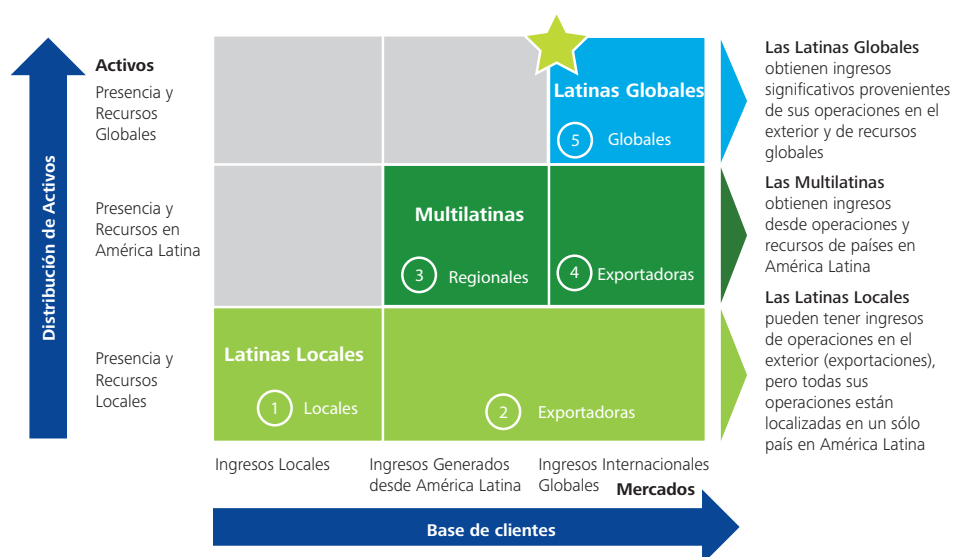 Distribución de Activos
Activos
Presencia y
Recursos
Globales
Presencia y
Recursos en
América Latina
Presencia y
Recursos
Locales
Latinas Globales
5 Globales
Multilatinas
3 Regionales
4 Exportadoras
Latinas Locales
1 Locales
2 Exportadoras
Las Latinas Globales
obtienen ingresos
significativos provenientes
de sus operaciones en el
exterior y de recursos
globales
Las Multilatinas
obtienen ingresos
desde operaciones y
recursos de países en
América Latina
Las Latinas Locales
pueden tener ingresos
de operaciones en el
exterior (exportaciones),
pero todas sus
operaciones están
localizadas en un sólo
país en América Latina
Ingresos Locales
Ingresos Generados
desde América Latina
Ingresos Internacionales
Globales
Mercados
Base de clientes